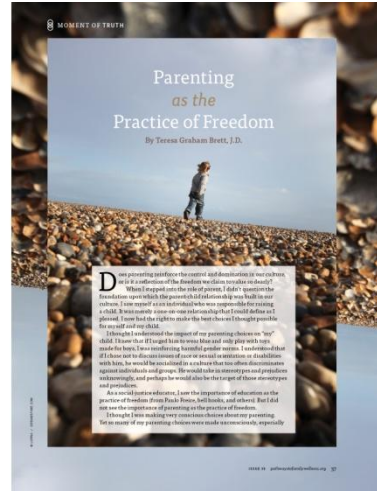 MOMENT OF TRUTH
Parenting
as the
Practice of Freedom
By Teresa Graham Brett, J.D.
Does parenting reinforce the control and domination in our culture,
or is it a reflection of the freedom we claim to value so dearly?
When I stepped into the role of parent, I didn't question the
foundation upon which the parent-child relationship was built in our
culture. I saw myself as an individual who was responsible for raising
a child. It was merely a one-on-one relationship that I could define as I
pleased. I now had the right to make the best choices I thought possible
for myself and my child.
I thought I understood the impact of my parenting choices on "my"
child. I knew that if I urged him to wear blue and only play with toys
made for boys, I was reinforcing harmful gender norms. I understood that
if I chose not to discuss issues of race or sexual orientation or disabilities
with him, he would be socialized in a culture that too often discriminates
against individuals and groups. He would take in stereotypes and prejudices
unknowingly, and perhaps he would also be the target of those stereotypes
and prejudices.
As a social-justice educator, I saw the importance of education as the
practice of freedom (from Paulo Freire, bell hooks, and others). But I did
not see the importance of parenting as the practice of freedom.
I thought I was making very conscious choices about my parenting.
Yet so many of my parenting choices were made unconsciously, especially
pathwaystofamilywellness.org